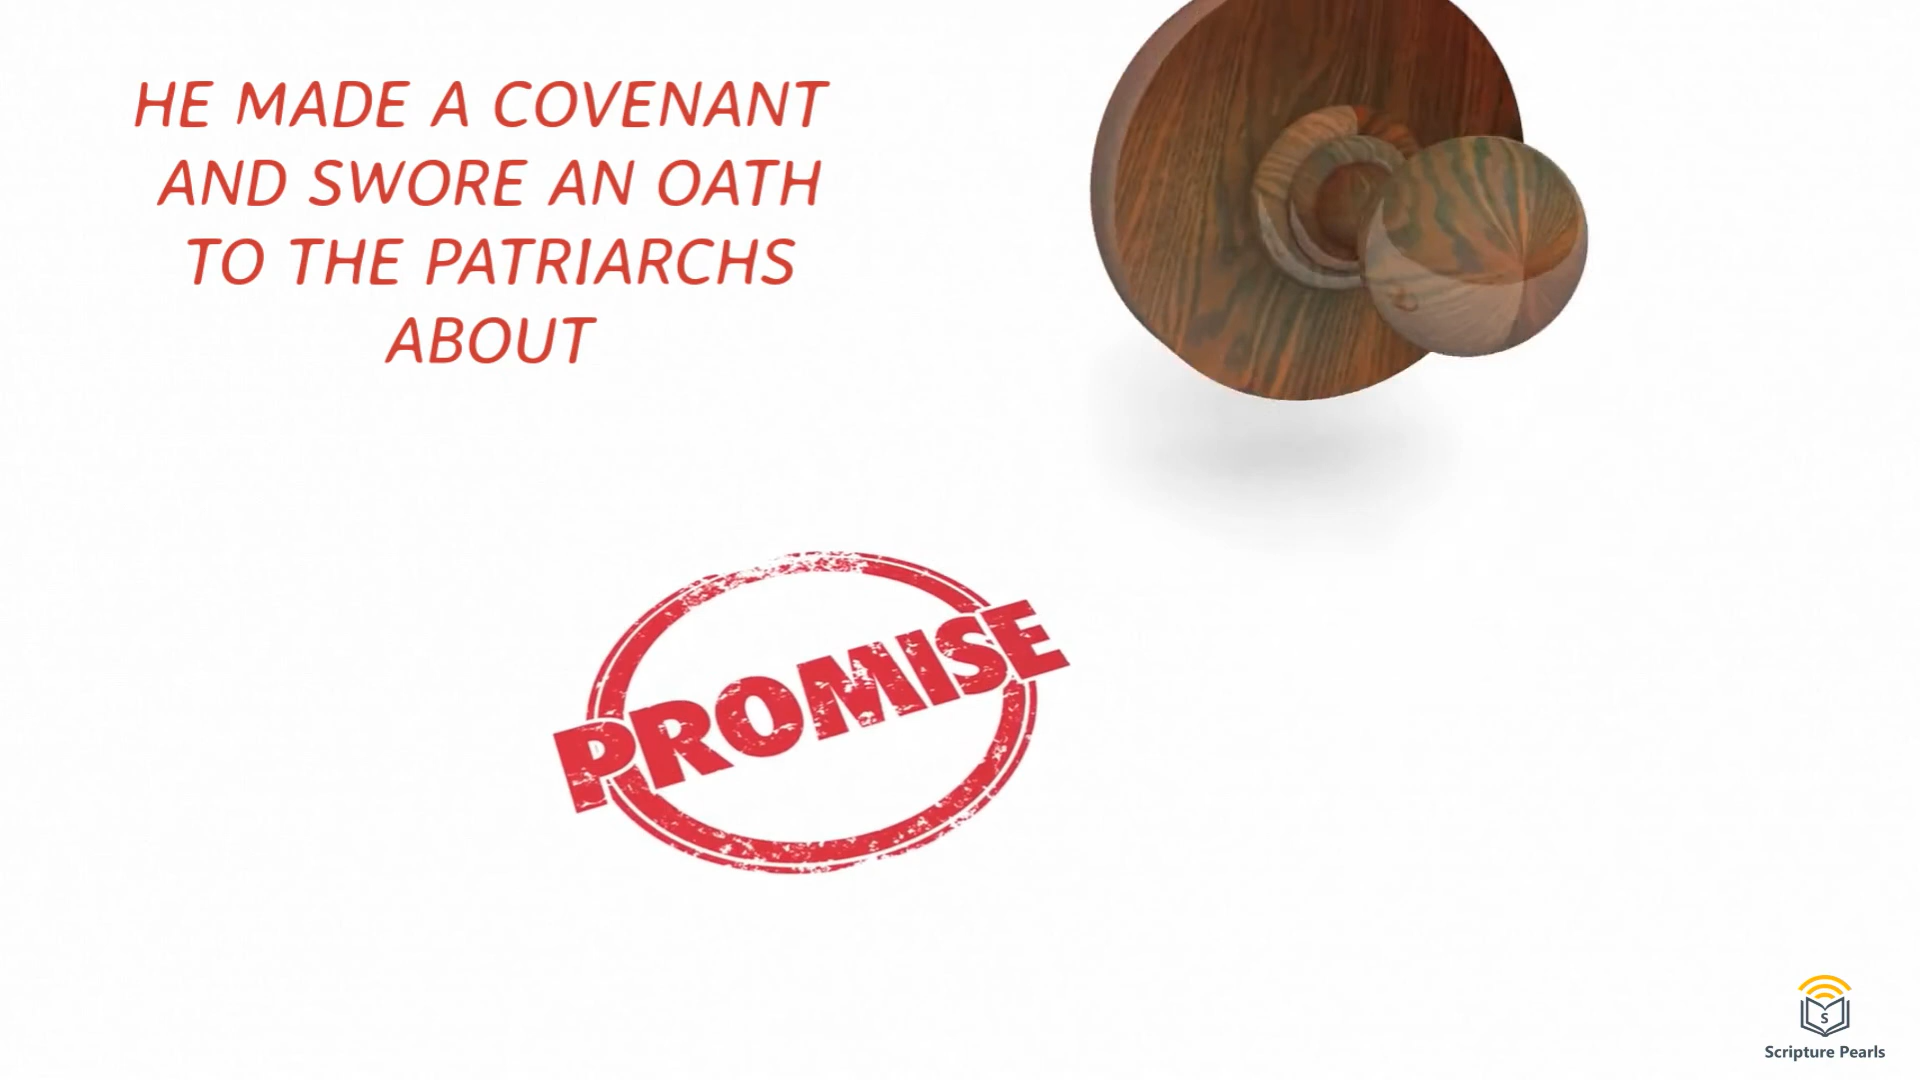 HE MADE A COVENANT
AND SWORE AN OATH
TO THE PATRIARCHS
ABOUT
PROMISE
S
Scripture Pearls